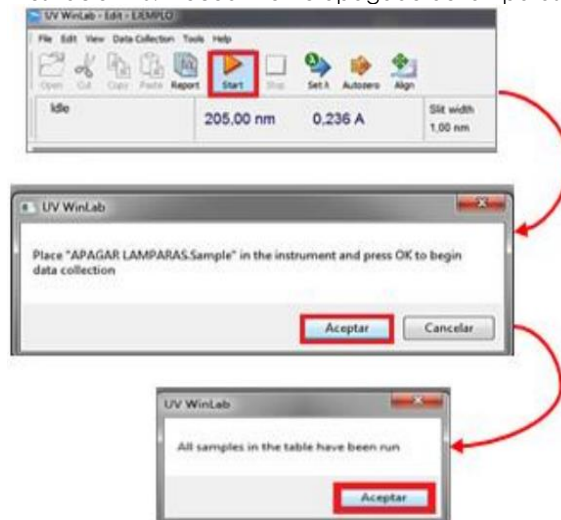 UV WinLab - Edit - EJEMPLO
File Edit View Data Collection Tools Help
Open Cut Copy Paste Report Start Stop Set λ Autozero Align
Idle
205,00 nm 0,236 A
Slit width
1,00 nm
UV WinLab
Place "APAGAR LAMPARAS.Sample" in the instrument and press OK to begin
data collection
Aceptar Cancelar
UV WinLab
All samples in the table have been run
Aceptar